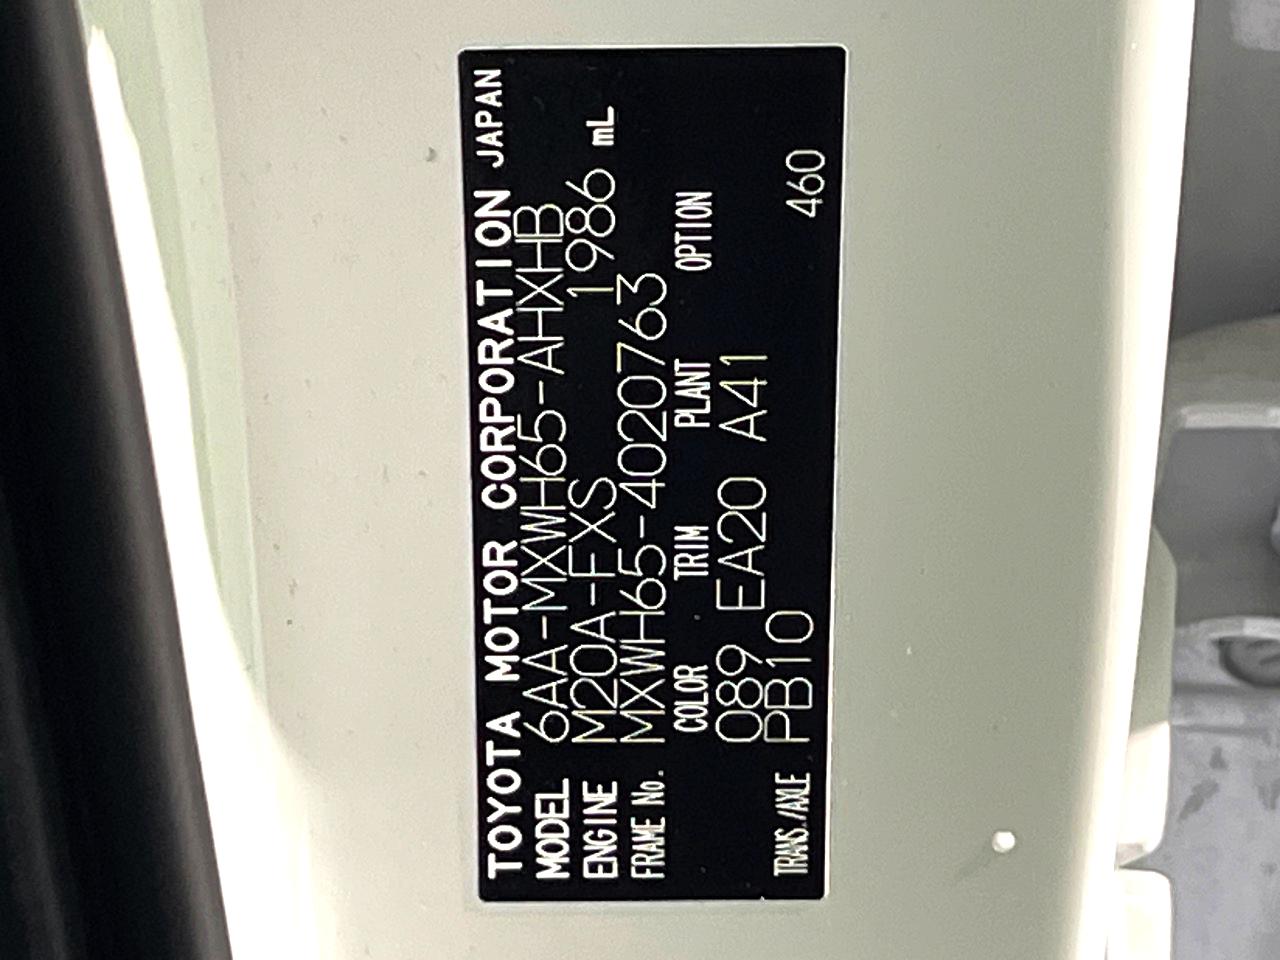 TOYOTA MOTOR CORPORATION JAPAN
MODEL 6AA-MXWH65-AHXHB
ENGINE M20A-FXS 1986 mL
FRAME No. MXWH65-4020763
COLOR TRIM PLANT OPTION
089 EA20 A41
TRANS./AXLE PB10 460